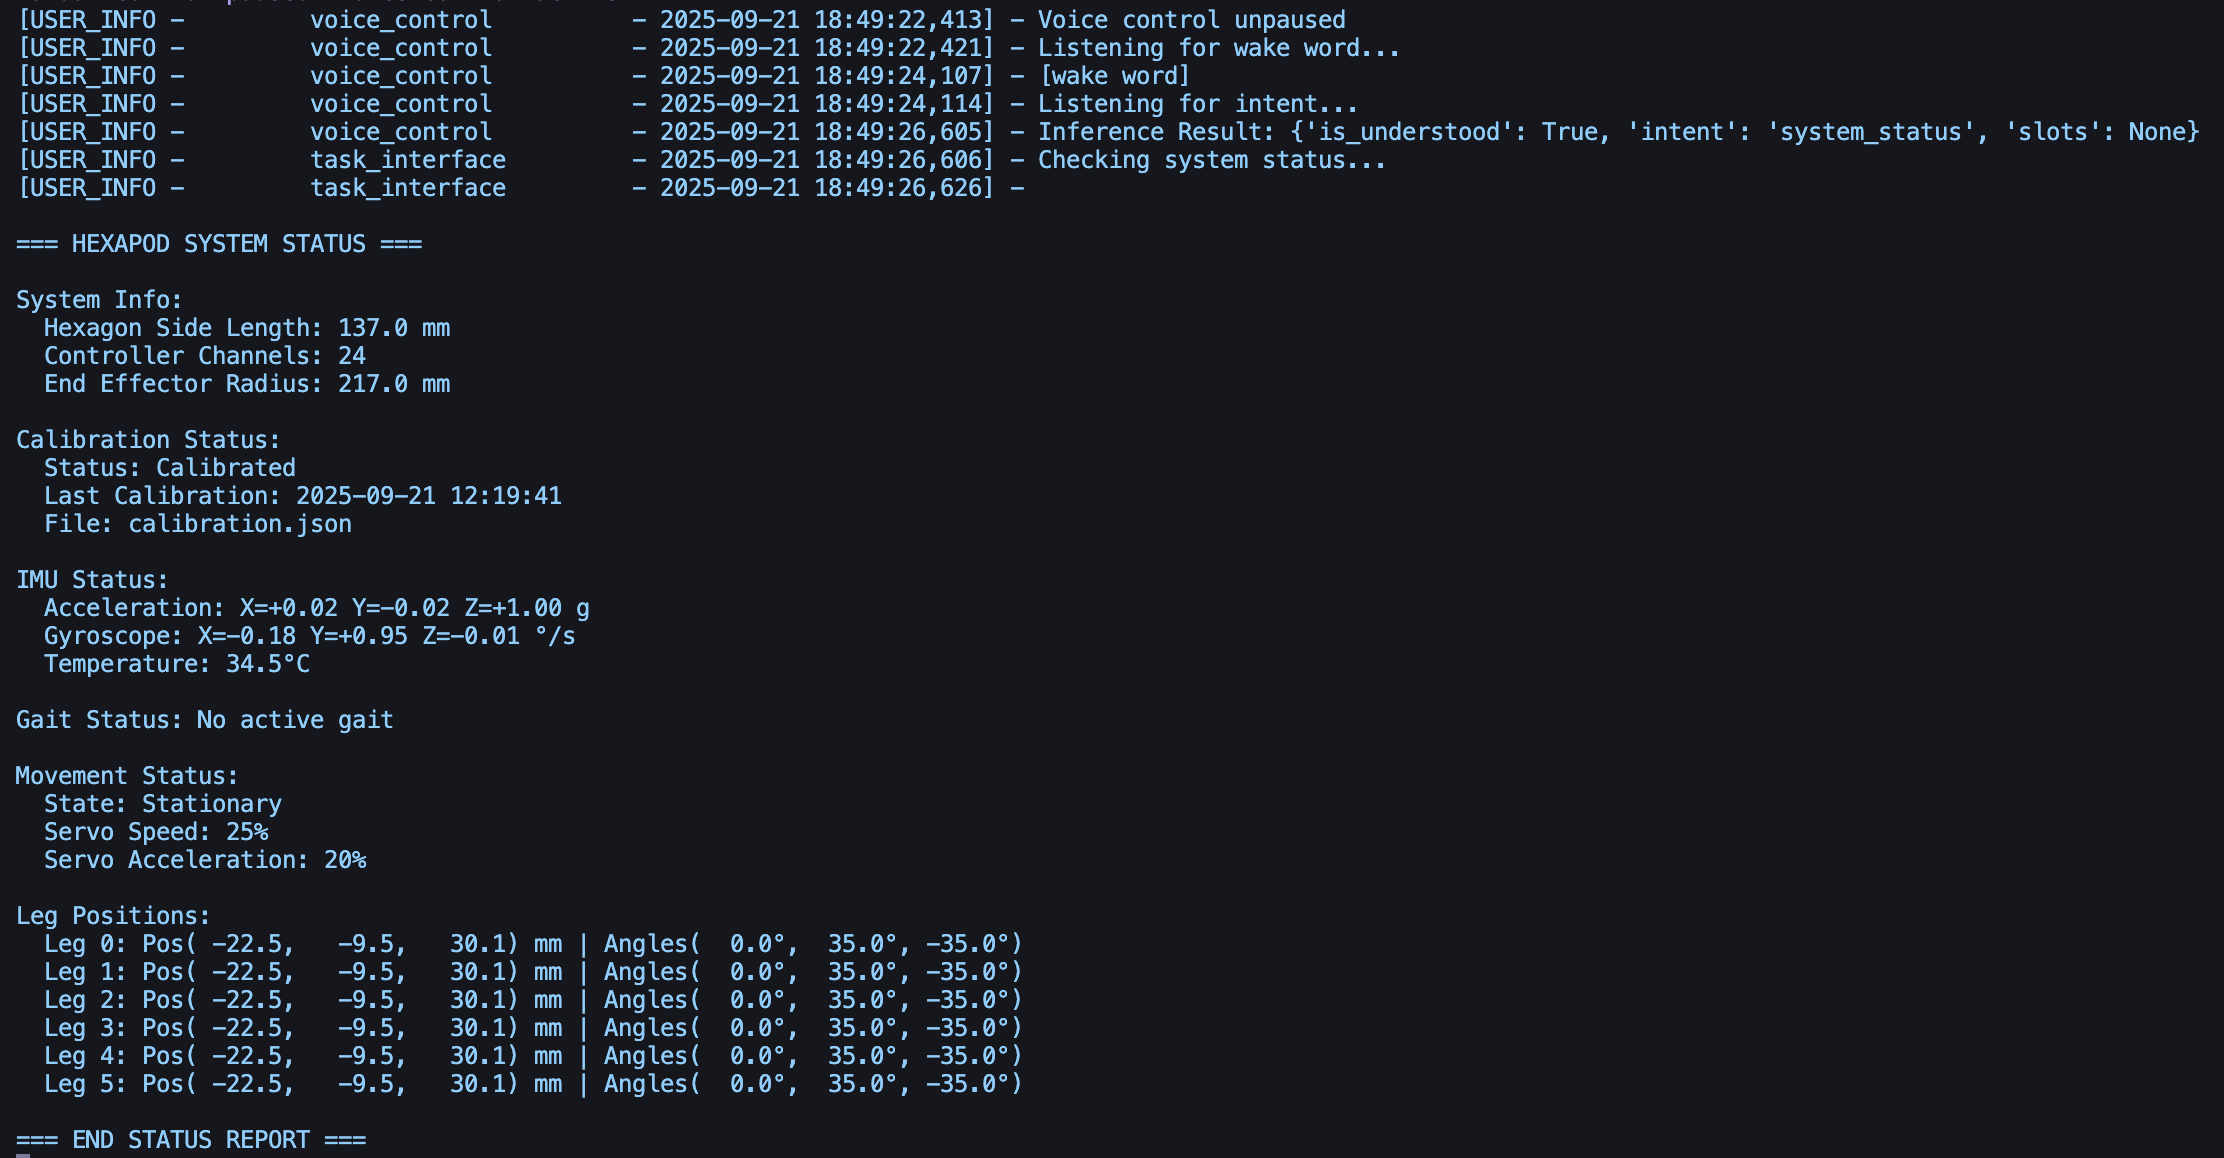 [USER_INFO -         voice_control          - 2025-09-21 18:49:22,413] - Voice control unpaused
[USER_INFO -         voice_control          - 2025-09-21 18:49:22,421] - Listening for wake word...
[USER_INFO -         voice_control          - 2025-09-21 18:49:24,107] - [wake word]
[USER_INFO -         voice_control          - 2025-09-21 18:49:24,114] - Listening for intent...
[USER_INFO -         voice_control          - 2025-09-21 18:49:26,605] - Inference Result: {'is_understood': True, 'intent': 'system_status', 'slots': None}
[USER_INFO -         task_interface         - 2025-09-21 18:49:26,606] - Checking system status...
[USER_INFO -         task_interface         - 2025-09-21 18:49:26,626] -
=== HEXAPOD SYSTEM STATUS ===
System Info:
  Hexagon Side Length: 137.0 mm
  Controller Channels: 24
  End Effector Radius: 217.0 mm
Calibration Status:
  Status: Calibrated
  Last Calibration: 2025-09-21 12:19:41
  File: calibration.json
IMU Status:
  Acceleration: X=+0.02 Y=-0.02 Z=+1.00 g
  Gyroscope: X=-0.18 Y=+0.95 Z=-0.01 °/s
  Temperature: 34.5°C
Gait Status: No active gait
Movement Status:
  State: Stationary
  Servo Speed: 25%
  Servo Acceleration: 20%
Leg Positions:
  Leg 0: Pos( -22.5,   -9.5,   30.1) mm | Angles(  0.0°,  35.0°, -35.0°)
  Leg 1: Pos( -22.5,   -9.5,   30.1) mm | Angles(  0.0°,  35.0°, -35.0°)
  Leg 2: Pos( -22.5,   -9.5,   30.1) mm | Angles(  0.0°,  35.0°, -35.0°)
  Leg 3: Pos( -22.5,   -9.5,   30.1) mm | Angles(  0.0°,  35.0°, -35.0°)
  Leg 4: Pos( -22.5,   -9.5,   30.1) mm | Angles(  0.0°,  35.0°, -35.0°)
  Leg 5: Pos( -22.5,   -9.5,   30.1) mm | Angles(  0.0°,  35.0°, -35.0°)
=== END STATUS REPORT ===